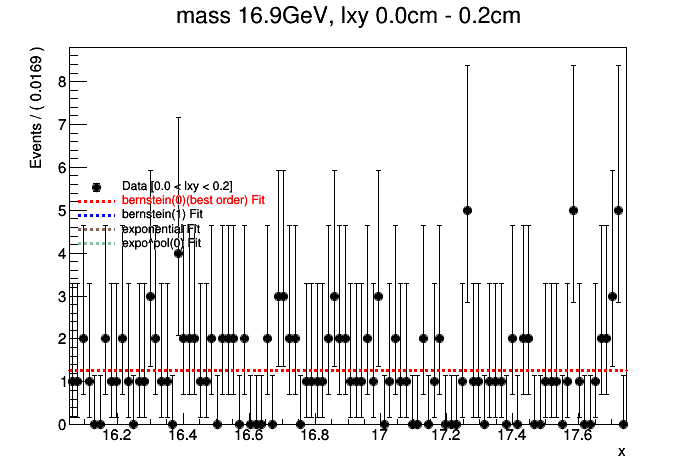 mass 16.9GeV, lxy 0.0cm - 0.2cm
Events / ( 0.0169 )
8
7
6
5
4
3
2
1
0
Data [0.0 < lxy < 0.2]
bernstein(0)(best order) Fit
bernstein(1) Fit
exponential Fit
expo*pol(0) Fit
16.2 16.4 16.6 16.8 17 17.2 17.4 17.6
x